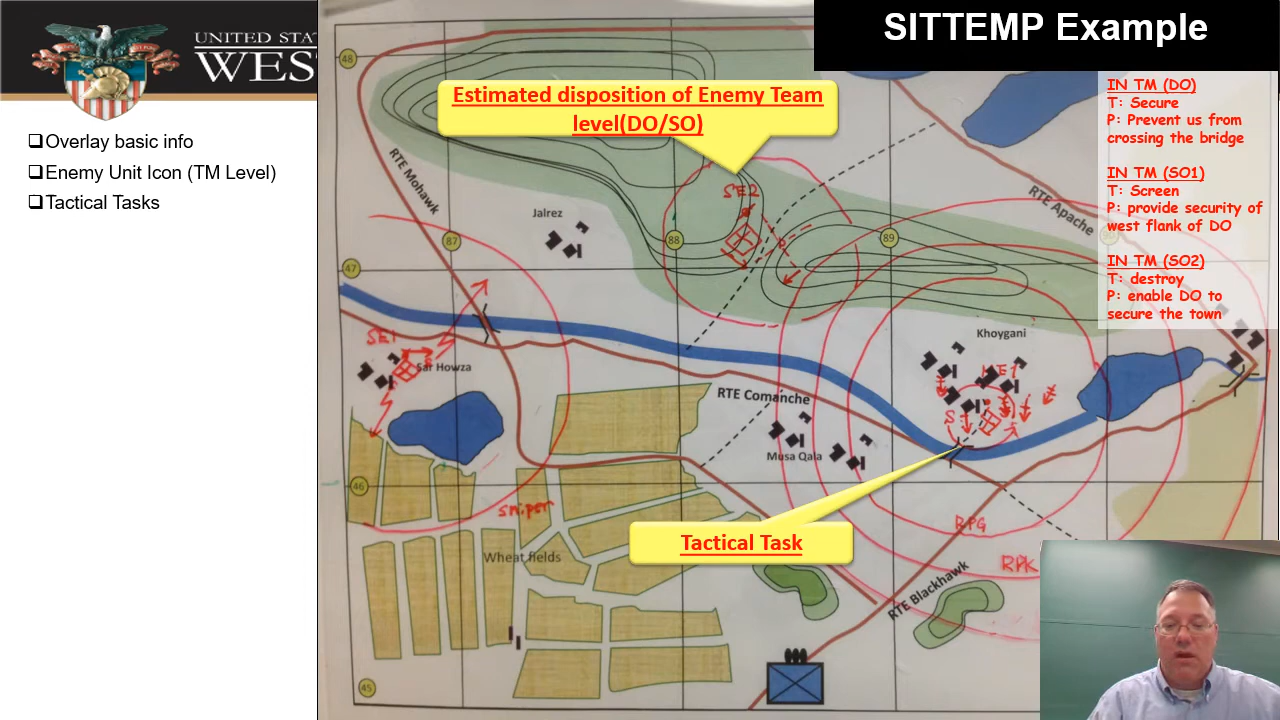 UNITED STA
WES
SITTEMP Example
❑Overlay basic info
❑Enemy Unit Icon (TM Level)
❑Tactical Tasks
Estimated disposition of Enemy Team
level(DO/SO)
IN TM (DO)
T: Secure
P: Prevent us from
crossing the bridge
IN TM (SO1)
T: Screen
P: provide security of
west flank of DO
IN TM (SO2)
T: destroy
P: enable DO to
secure the town
48
RTE Mohawk
SE2
RTE Apache
Jalrez
87
88
89
47
SE1
Sar Howza
Khoygani
RTE Comanche
Musa Qala
46
sniper
Wheat fields
Tactical Task
RPG
RPK
RTE Blackhawk
45